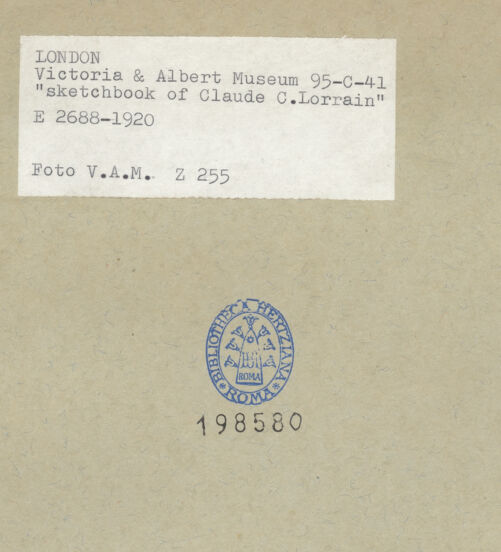 LONDON
Victoria & Albert Museum 95-C-41
"sketchbook of Claude C.Lorrain"
E 2688-1920
Foto V.A.M. Z 255
BIBLIOTHECA HERTZIANA
ROMA
* ROMA *
198580